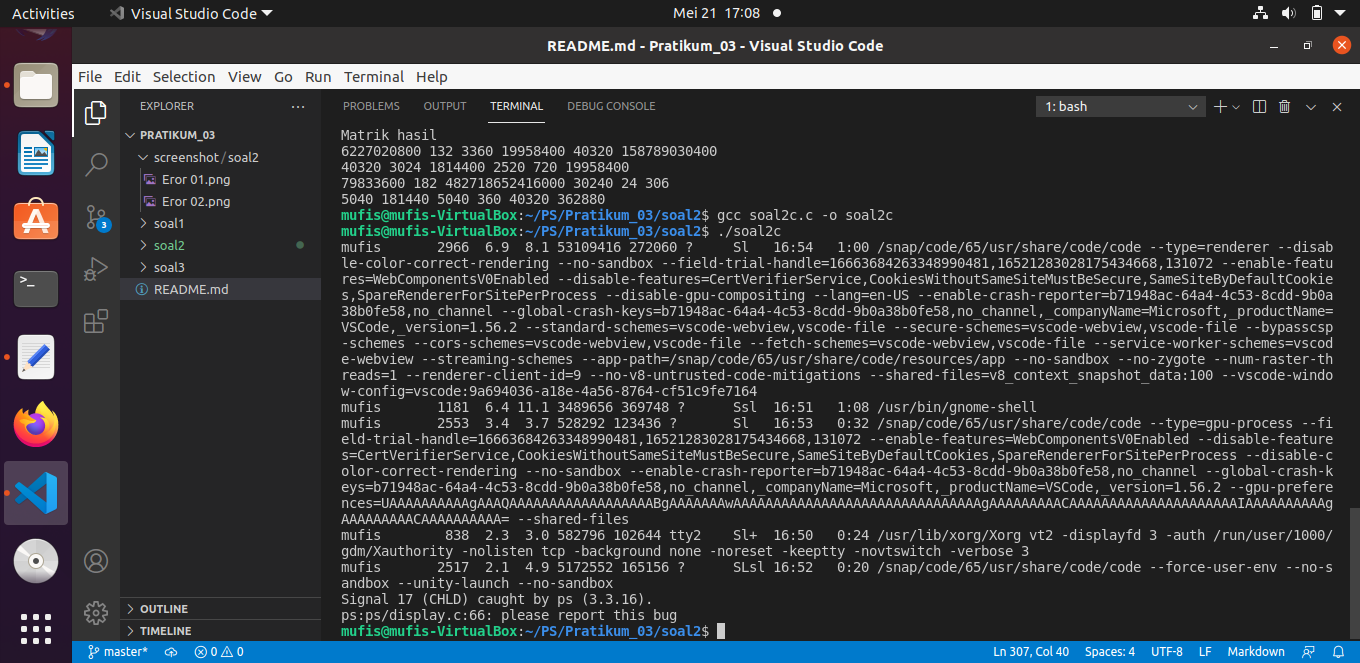 Activities
Visual Studio Code
Mei 21 17:08
README.md - Pratikum_03 - Visual Studio Code
File Edit Selection View Go Run Terminal Help
EXPLORER
PRATIKUM_03
screenshot/soal2
Eror 01.png
Eror 02.png
soal1
soal2
soal3
README.md
OUTLINE
TIMELINE
3
PROBLEMS OUTPUT TERMINAL DEBUG CONSOLE
1: bash
Matrik hasil
6227020800 132 3360 19958400 40320 158789030400
40320 3024 1814400 2520 720 19958400
79833600 182 482718652416000 30240 24 306
5040 181440 5040 360 40320 362880
mufis@mufis-VirtualBox:~/PS/Pratikum_03/soal2$ gcc soal2c.c -o soal2c
mufis@mufis-VirtualBox:~/PS/Pratikum_03/soal2$ ./soal2c
mufis 2966 6.9 8.1 53109416 272060 ? Sl 16:54 1:00 /snap/code/65/usr/share/code/code --type=renderer --disab
le-color-correct-rendering --no-sandbox --field-trial-handle=16663684263348990481,16521283028175434668,131072 --enable-featu
res=WebComponentsV0Enabled --disable-features=CertVerifierService,CookiesWithoutSameSiteMustBeSecure,SameSiteByDefaultCookie
s,SpareRendererForSitePerProcess --disable-gpu-compositing --lang=en-US --enable-crash-reporter=b71948ac-64a4-4c53-8cdd-9b0a
38b0fe58,no_channel --global-crash-keys=b71948ac-64a4-4c53-8cdd-9b0a38b0fe58,no_channel,_companyName=Microsoft,_productName=
VSCode,_version=1.56.2 --standard-schemes=vscode-webview,vscode-file --secure-schemes=vscode-webview,vscode-file --bypasscsp
-schemes --cors-schemes=vscode-webview,vscode-file --fetch-schemes=vscode-webview,vscode-file --service-worker-schemes=vscod
e-webview --streaming-schemes --app-path=/snap/code/65/usr/share/code/resources/app --no-sandbox --no-zygote --num-raster-th
reads=1 --renderer-client-id=9 --no-v8-untrusted-code-mitigations --shared-files=v8_context_snapshot_data:100 --vscode-windo
w-config=vscode:9a694036-a18e-4a56-8764-cf51c9fe7164
mufis 1181 6.4 11.1 3489656 369748 ? Ssl 16:51 1:08 /usr/bin/gnome-shell
mufis 2553 3.4 3.7 528292 123436 ? Sl 16:53 0:32 /snap/code/65/usr/share/code/code --type=gpu-process --fi
eld-trial-handle=16663684263348990481,16521283028175434668,131072 --enable-features=WebComponentsV0Enabled --disable-feature
s=CertVerifierService,CookiesWithoutSameSiteMustBeSecure,SameSiteByDefaultCookies,SpareRendererForSitePerProcess --disable-c
olor-correct-rendering --no-sandbox --enable-crash-reporter=b71948ac-64a4-4c53-8cdd-9b0a38b0fe58,no_channel --global-crash-k
eys=b71948ac-64a4-4c53-8cdd-9b0a38b0fe58,no_channel,_companyName=Microsoft,_productName=VSCode,_version=1.56.2 --gpu-prefere
--shared-files
mufis 838 2.3 3.0 582796 102644 tty2 Sl+ 16:50 0:24 /usr/lib/xorg/Xorg vt2 -displayfd 3 -auth /run/user/1000/
gdm/Xauthority -nolisten tcp -background none -noreset -keeptty -novtswitch -verbose 3
mufis 2517 2.1 4.9 5172552 165156 ? SLsl 16:52 0:20 /snap/code/65/usr/share/code/code --force-user-env --no-s
andbox --unity-launch --no-sandbox
Signal 17 (CHLD) caught by ps (3.3.16).
ps:ps/display.c:66: please report this bug
mufis@mufis-VirtualBox:~/PS/Pratikum_03/soal2$
master* 0 0
Ln 307, Col 40 Spaces: 4 UTF-8 LF Markdown